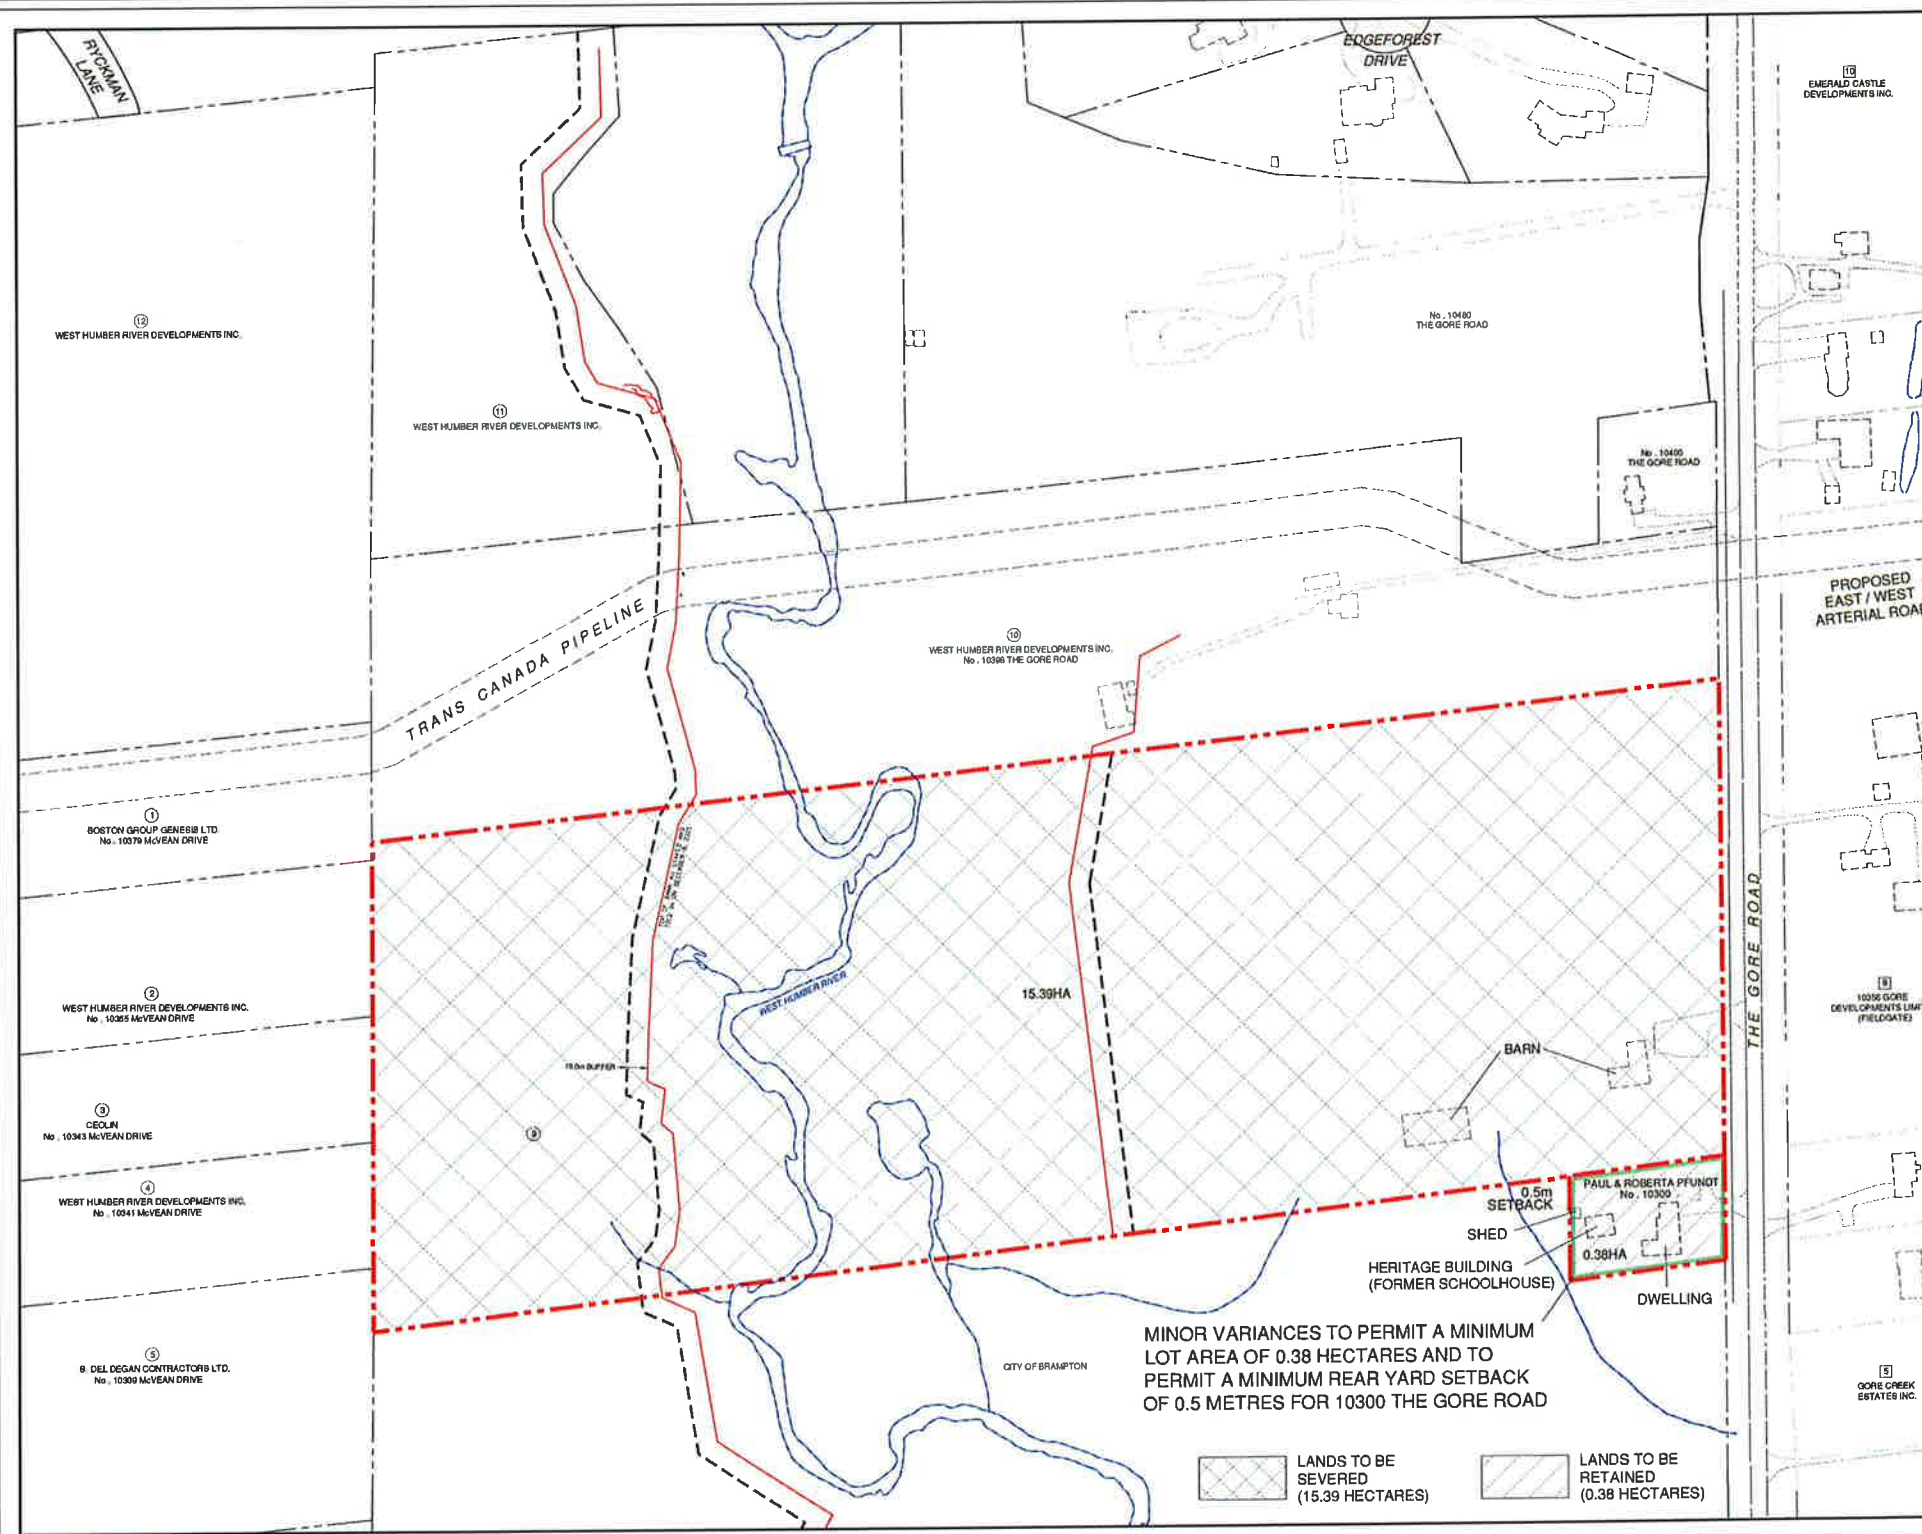 RYCKMAN
LANE
EDGEFOREST
DRIVE
10
EMERALD CASTLE
DEVELOPMENTS INC.
12
WEST HUMBER RIVER DEVELOPMENTS INC.
11
WEST HUMBER RIVER DEVELOPMENTS INC.
No. 10480
THE GORE ROAD
No. 10400
THE GORE ROAD
PROPOSED
EAST / WEST
ARTERIAL ROAD
TRANS CANADA PIPELINE
10
WEST HUMBER RIVER DEVELOPMENTS INC.
No. 10398 THE GORE ROAD
1
BOSTON GROUP GENESIS LTD.
No. 10379 McVEAN DRIVE
2
WEST HUMBER RIVER DEVELOPMENTS INC.
No. 10365 McVEAN DRIVE
WEST HUMBER RIVER
15.39HA
THE GORE ROAD
10356 GORE
(FIELDGATE)
BARN
10.0m BUFFER
3
CEOLIN
No. 10343 McVEAN DRIVE
9
4
WEST HUMBER RIVER DEVELOPMENTS INC.
No. 10341 McVEAN DRIVE
PAUL & ROBERTA PFUNDT
No. 10300
0.5m
SETBACK
SHED
0.38HA
HERITAGE BUILDING
(FORMER SCHOOLHOUSE)
DWELLING
5
B. DEL DEGAN CONTRACTORS LTD.
No. 10309 McVEAN DRIVE
CITY OF BRAMPTON
MINOR VARIANCES TO PERMIT A MINIMUM
LOT AREA OF 0.38 HECTARES AND TO
PERMIT A MINIMUM REAR YARD SETBACK
OF 0.5 METRES FOR 10300 THE GORE ROAD
5
GORE CREEK
ESTATES INC.
LANDS TO BE
SEVERED
(15.39 HECTARES)
LANDS TO BE
RETAINED
(0.38 HECTARES)